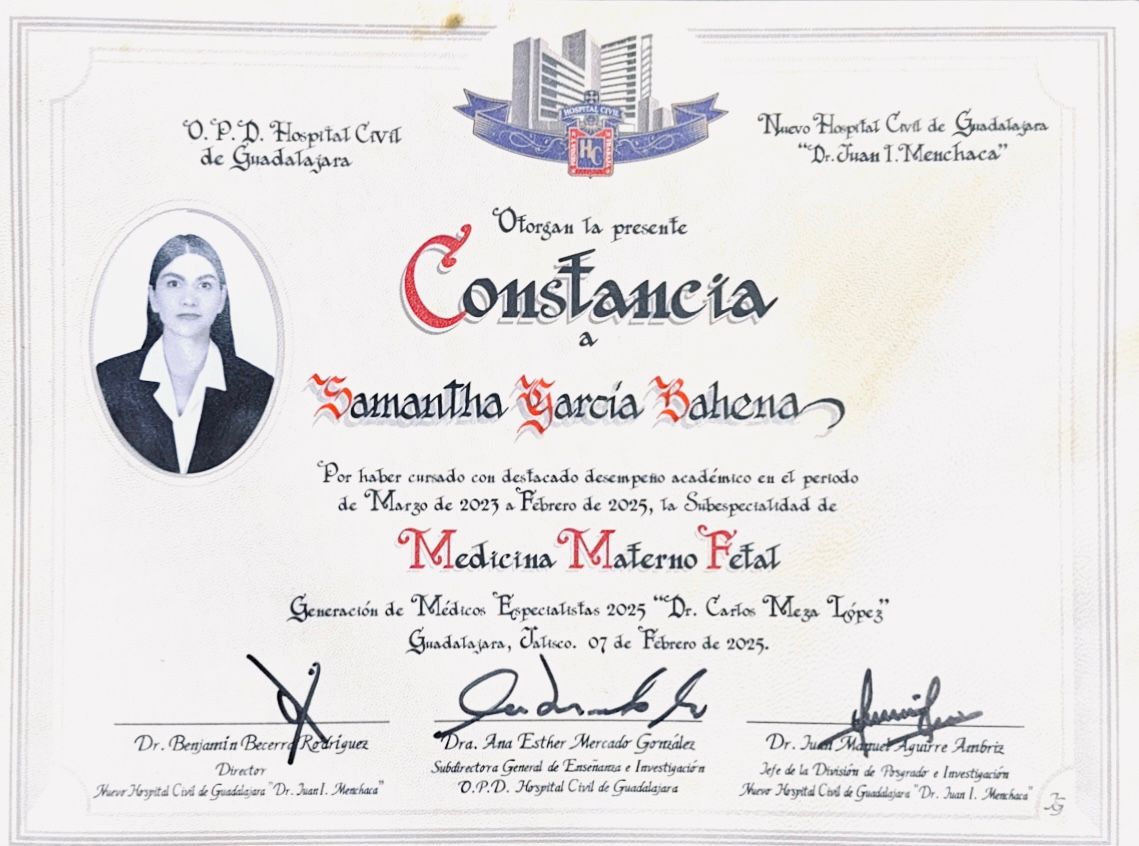 O. P. D. Hospital Civil
de Guadalajara
HOSPITAL CIVIL
HC
Nuevo Hospital Civil de Guadalajara
“Dr. Juan I. Menchaca”
Otorgan la presente
Constancia
a
Samantha García Bahena
Por haber cursado con destacado desempeño académico en el periodo
de Marzo de 2023 a Febrero de 2025, la Subespecialidad de
Medicina Materno Fetal
Generación de Médicos Especialistas 2025 “Dr. Carlos Meza López”
Guadalajara, Jalisco. 07 de Febrero de 2025.
Dr. Benjamín Becerra Rodríguez
Director
Nuevo Hospital Civil de Guadalajara "Dr. Juan I. Menchaca"
Dra. Ana Esther Mercado González
Subdirectora General de Enseñanza e Investigación
O.P.D. Hospital Civil de Guadalajara
Dr. Juan Manuel Aguirre Ambriz
Jefe de la División de Posgrado e Investigación
Nuevo Hospital Civil de Guadalajara "Dr. Juan I. Menchaca"